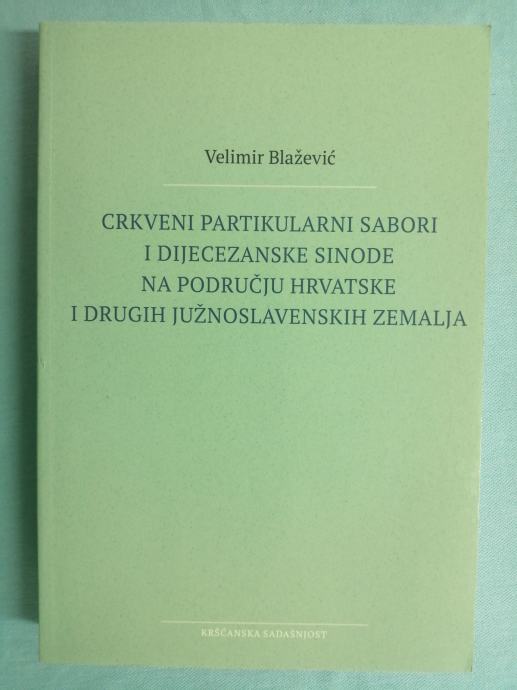 Velimir Blažević
CRKVENI PARTIKULARNI SABORI
I DIJECEZANSKE SINODE
NA PODRUČJU HRVATSKE
I DRUGIH JUŽNOSLAVENSKIH ZEMALJA
KRŠĆANSKA SADAŠNJOST